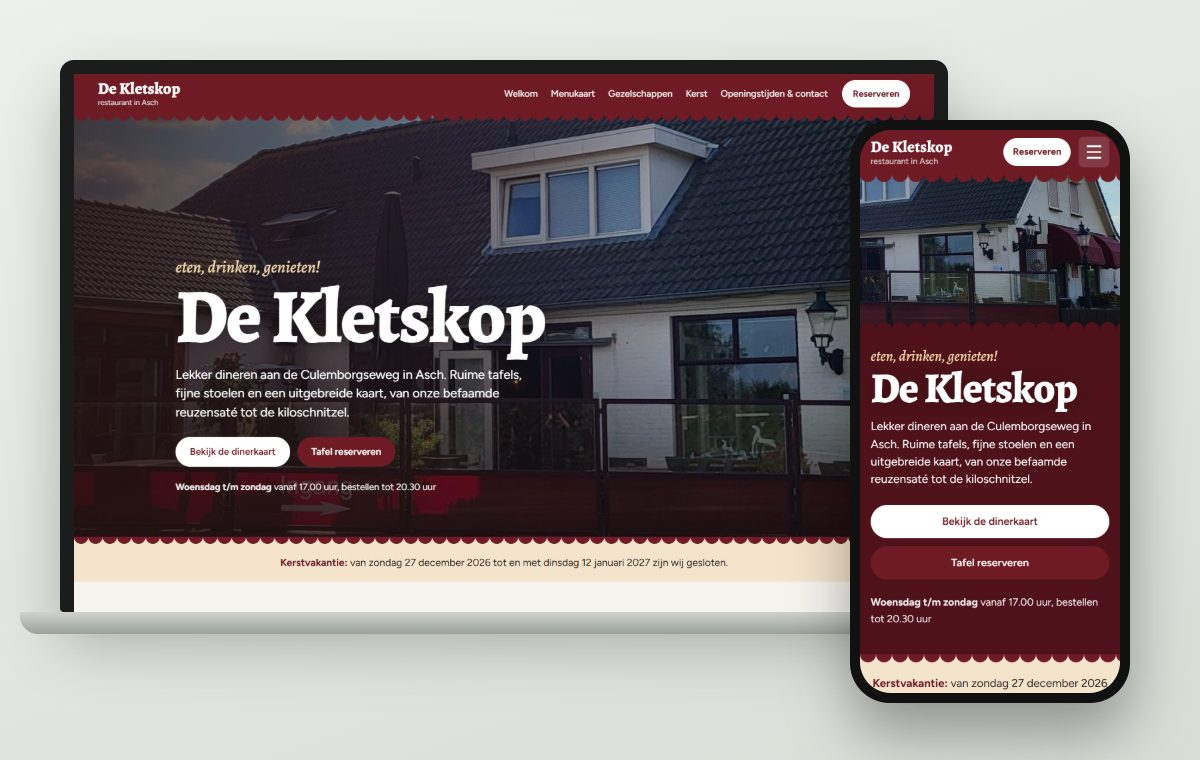 De Kletskop
restaurant in Asch
Welkom Menukaart Gezelschappen Kerst Openingstijden & contact Reserveren
eten, drinken, genieten!
De Kletskop
Lekker dineren aan de Culemborgseweg in Asch. Ruime tafels,
fijne stoelen en een uitgebreide kaart, van onze befaamde
reuzensaté tot de kiloschnitzel.
Bekijk de dinerkaart Tafel reserveren
Woensdag t/m zondag vanaf 17.00 uur, bestellen tot 20.30 uur
Ingang
Kerstvakantie: van zondag 27 december 2026 tot en met dinsdag 12 januari 2027 zijn wij gesloten.
De Kletskop
restaurant in Asch
Reserveren
eten, drinken, genieten!
De Kletskop
Lekker dineren aan de Culemborgseweg in
Asch. Ruime tafels, fijne stoelen en een
uitgebreide kaart, van onze befaamde
reuzensaté tot de kiloschnitzel.
Bekijk de dinerkaart
Tafel reserveren
Woensdag t/m zondag vanaf 17.00 uur, bestellen
tot 20.30 uur
Kerstvakantie: van zondag 27 december 2026